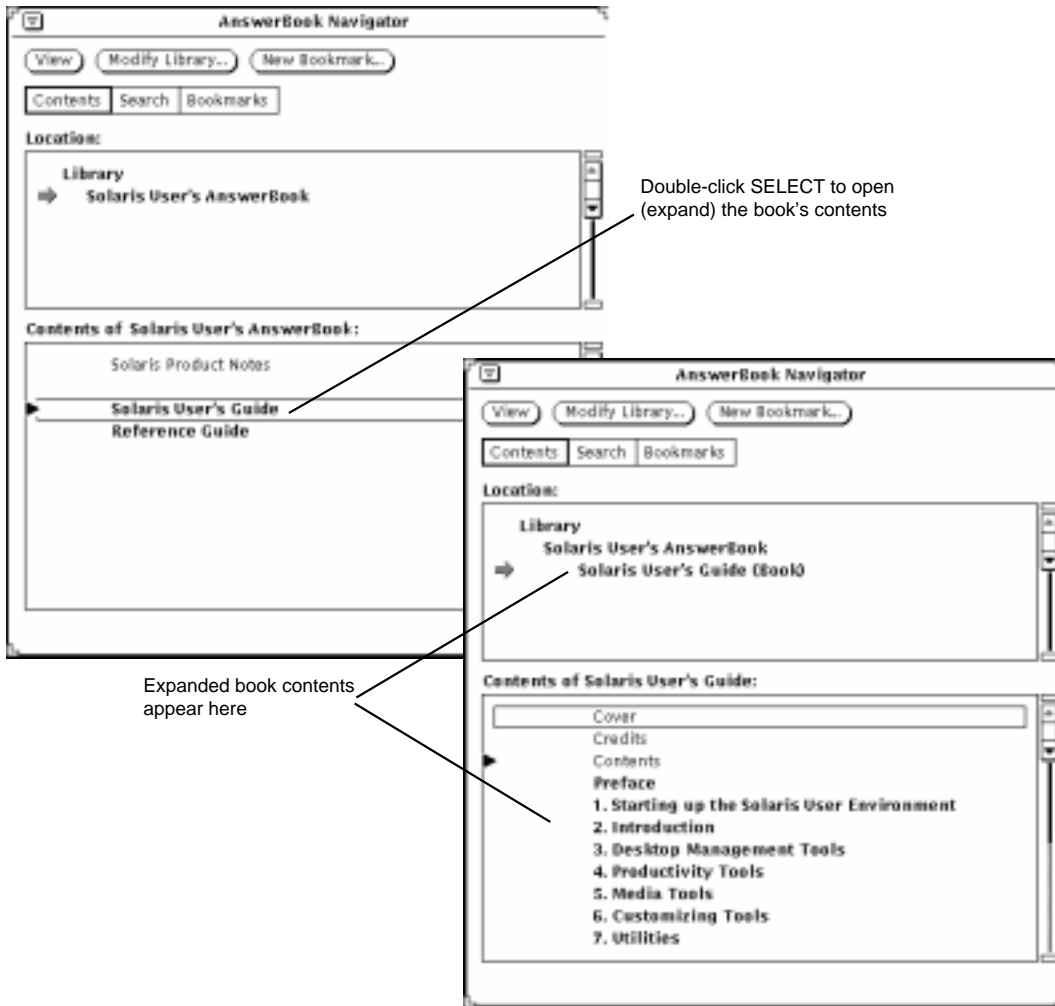 AnswerBook Navigator
View Modify Library... New Bookmark...
Contents Search Bookmarks
Location:
Library
Solaris User's AnswerBook
Double-click SELECT to open
(expand) the book's contents
Contents of Solaris User's AnswerBook:
Solaris Product Notes
Solaris User's Guide
Reference Guide
AnswerBook Navigator
View Modify Library... New Bookmark...
Contents Search Bookmarks
Location:
Library
Solaris User's AnswerBook
Solaris User's Guide (Book)
Expanded book contents
appear here
Contents of Solaris User's Guide:
Cover
Credits
Contents
Preface
1. Starting up the Solaris User Environment
2. Introduction
3. Desktop Management Tools
4. Productivity Tools
5. Media Tools
6. Customizing Tools
7. Utilities